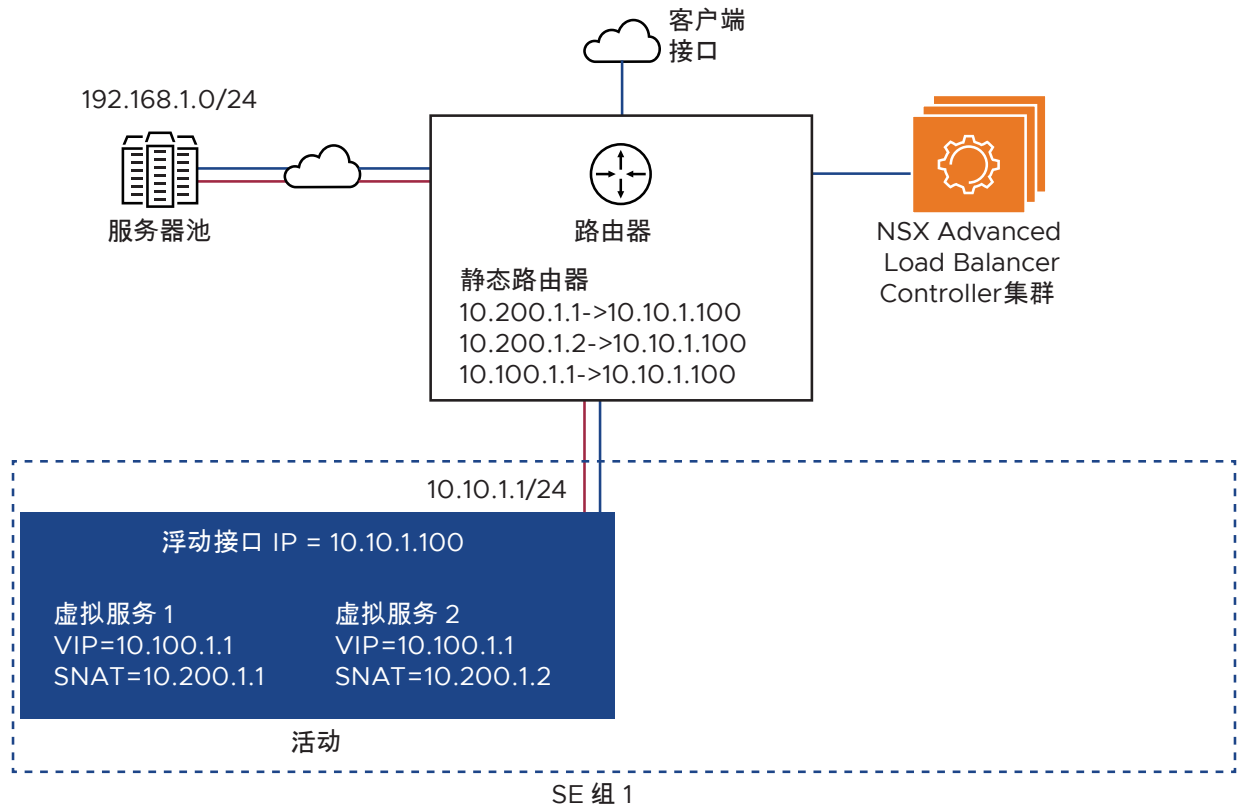 客户端
接口
192.168.1.0/24
服务器池
路由器
静态路由器
10.200.1.1->10.10.1.100
10.200.1.2->10.10.1.100
10.100.1.1->10.10.1.100
NSX Advanced
Load Balancer
Controller集群
10.10.1.1/24
浮动接口 IP = 10.10.1.100
虚拟服务 1
VIP=10.100.1.1
SNAT=10.200.1.1
虚拟服务 2
VIP=10.100.1.1
SNAT=10.200.1.2
活动
SE 组 1